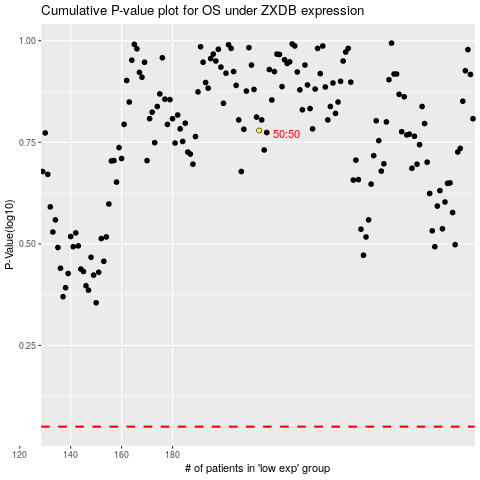 Cumulative P-value plot for OS under ZXDB expression
P-Value(log10)
1.00
0.75
0.50
0.25
50:50
120 140 160 180
# of patients in 'low exp' group